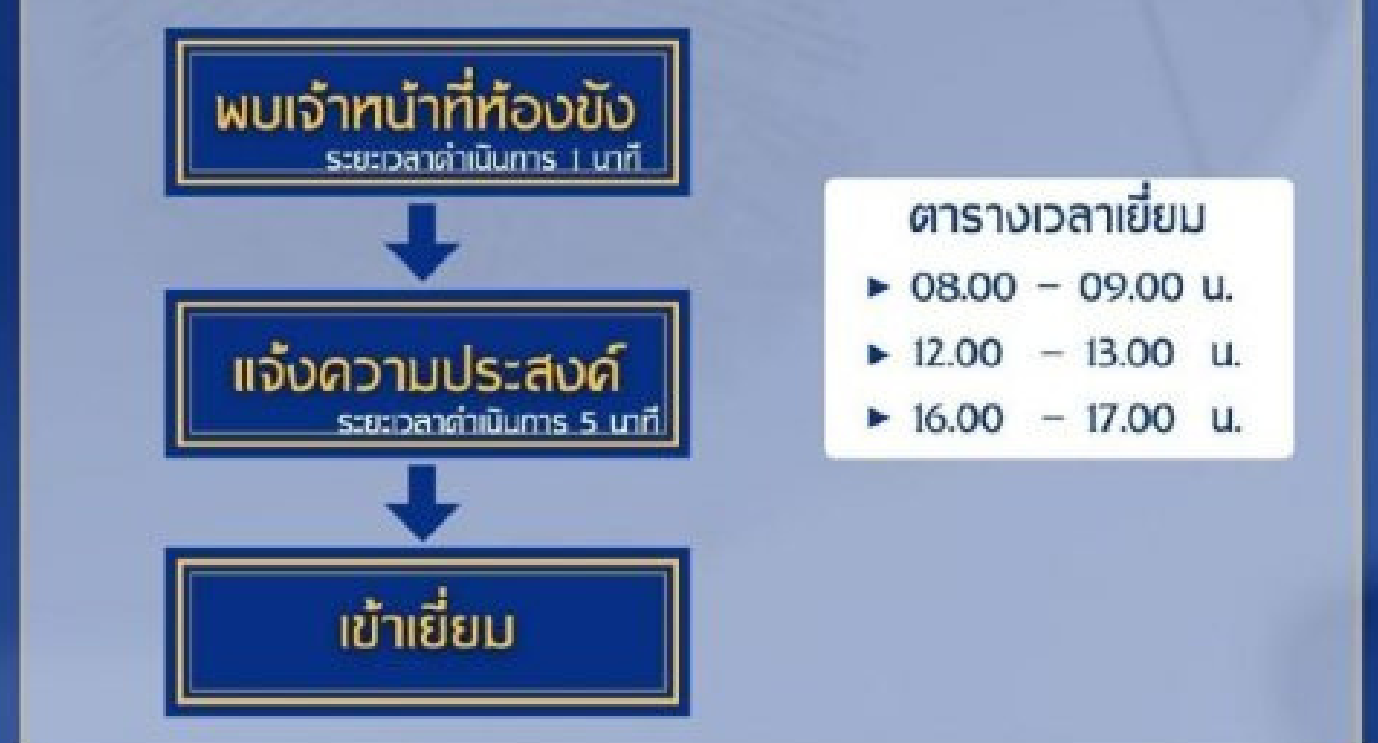 พบเจ้าหน้าที่ห้องขัง
ระยะเวลาดำเนินการ 1 นาที
แจ้งความประสงค์
ระยะเวลาดำเนินการ 5 นาที
เข้าเยี่ยม
ตารางเวลาเยี่ยม
► 08.00 – 09.00 น.
► 12.00 – 13.00 น.
► 16.00 – 17.00 น.